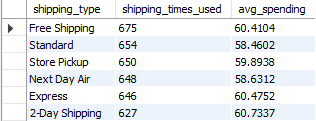 shipping_type shipping_times_used avg_spending
Free Shipping 675 60.4104
Standard 654 58.4602
Store Pickup 650 59.8938
Next Day Air 648 58.6312
Express 646 60.4752
2-Day Shipping 627 60.7337